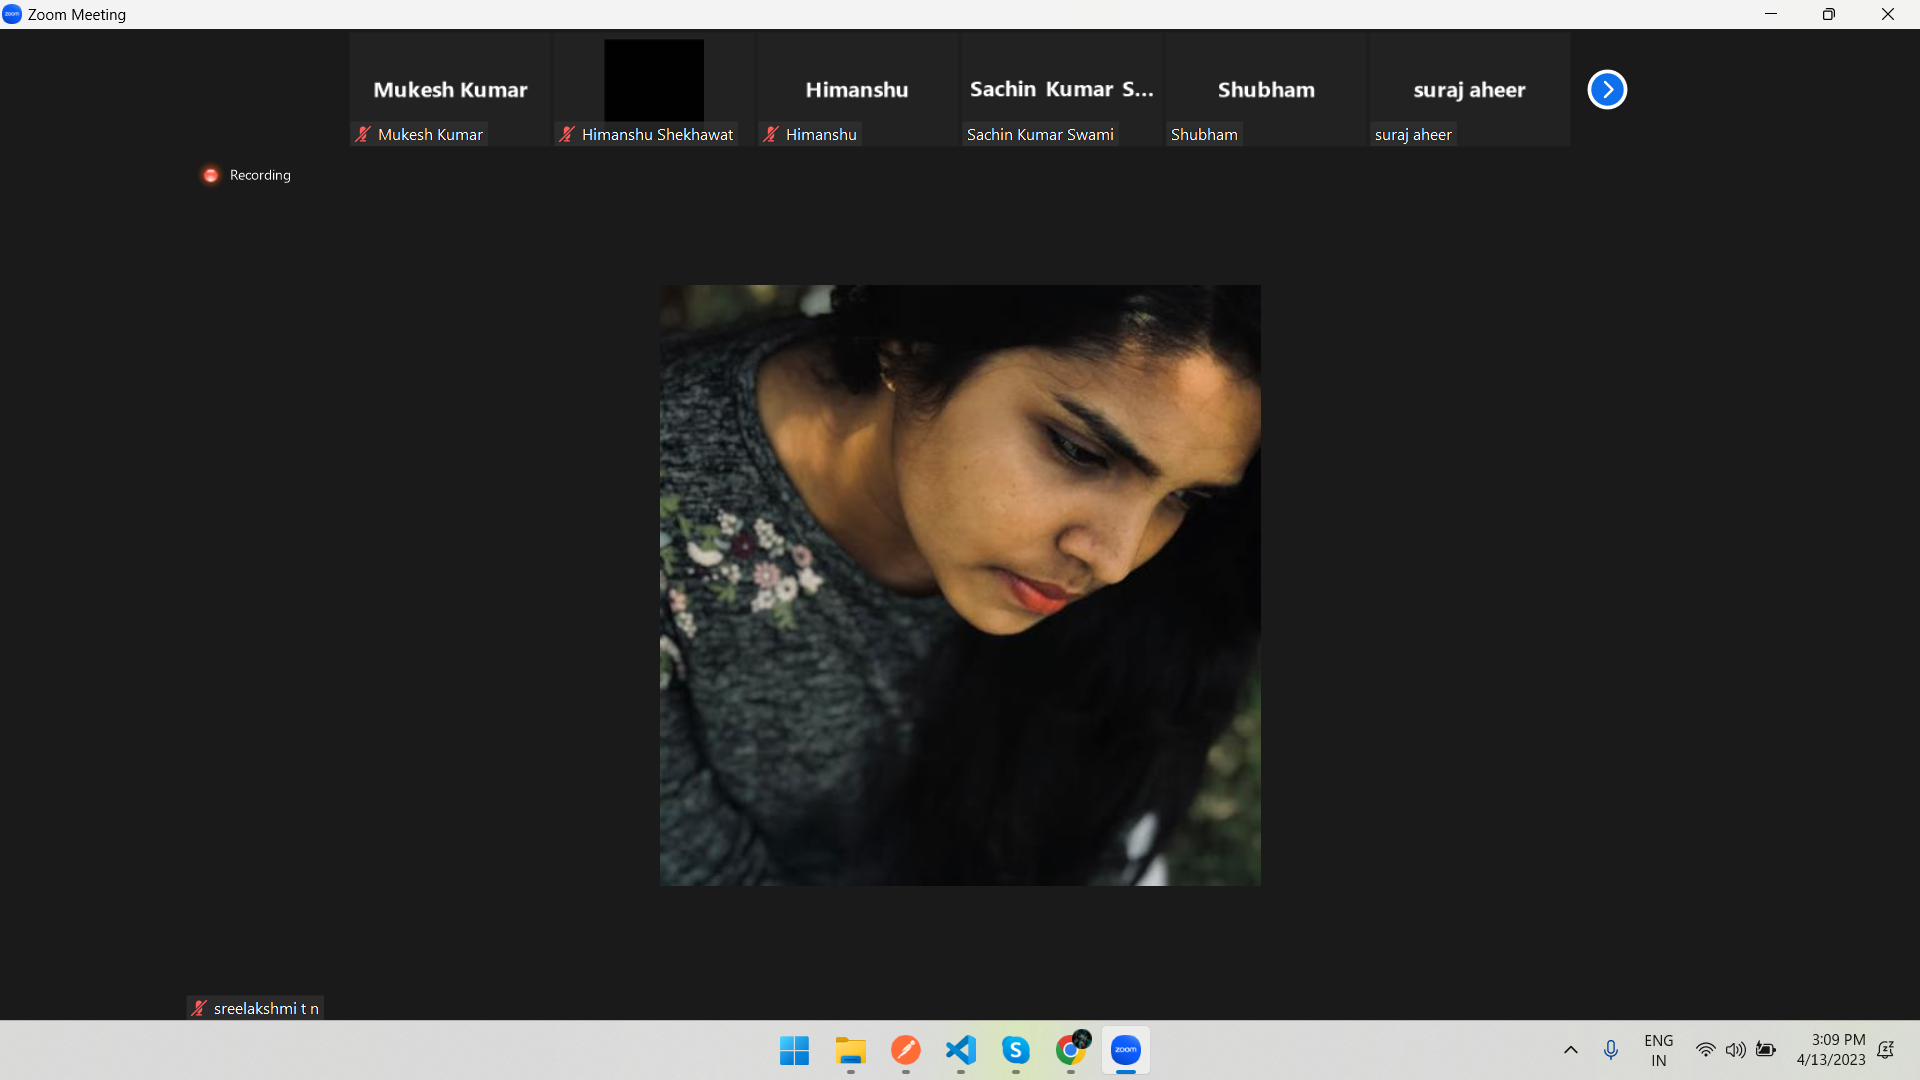 Zoom Meeting
Mukesh Kumar
Himanshu
Sachin Kumar S...
Shubham
suraj aheer
Mukesh Kumar
Himanshu Shekhawat
Himanshu
Sachin Kumar Swami
Shubham
suraj aheer
Recording
sreelakshmi t n
zoom
ENG
IN
3:09 PM
4/13/2023